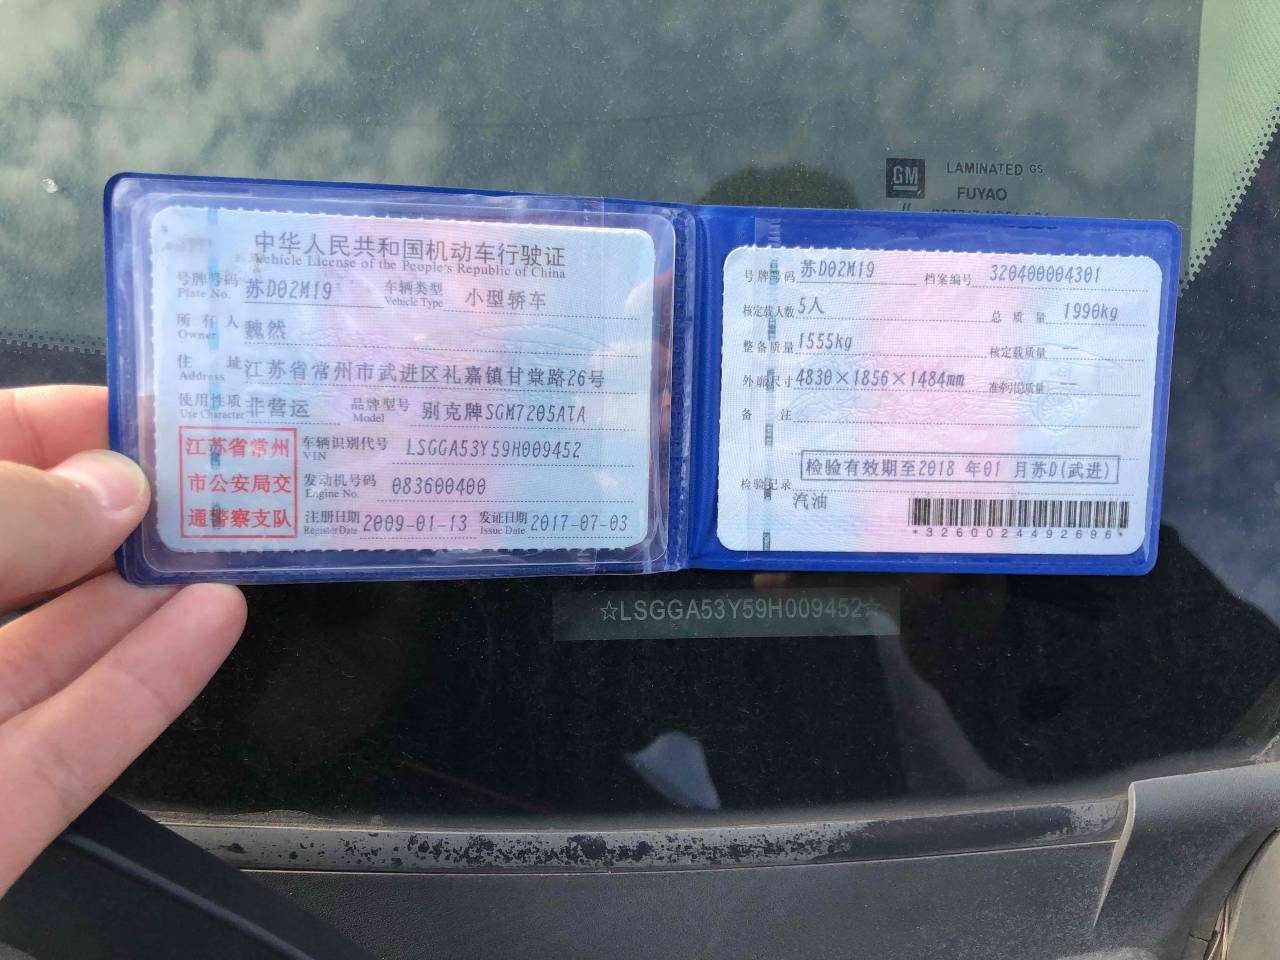 GM
LAMINATED GS
FUYAO
中华人民共和国机动车行驶证
Vehicle License of the People's Republic of China
号牌号码 苏D02M19 车辆类型 小型轿车
Plate No. Vehicle Type
所有人 魏然
Owner
住址 江苏省常州市武进区礼嘉镇甘棠路26号
Address
使用性质 非营运 品牌型号 别克牌SGM7205ATA
Use Character Model
江苏省常州
市公安局交
通警察支队
车辆识别代号 LSGGA53Y59H009452
VIN
发动机号码 083600400
Engine No.
注册日期 2009-01-13 发证日期 2017-07-03
Register Date Issue Date
号牌号码 苏D02M19 档案编号 320400004301
核定载人数 5人 总质量 1990kg
整备质量 1555kg 核定载质量 --
外廓尺寸 4830×1856×1484mm 准牵引总质量 --
备注
检验有效期至2018 年01 月苏D(武进)
检验记录
汽油
*3260024492696*
☆LSGGA53Y59H009452☆